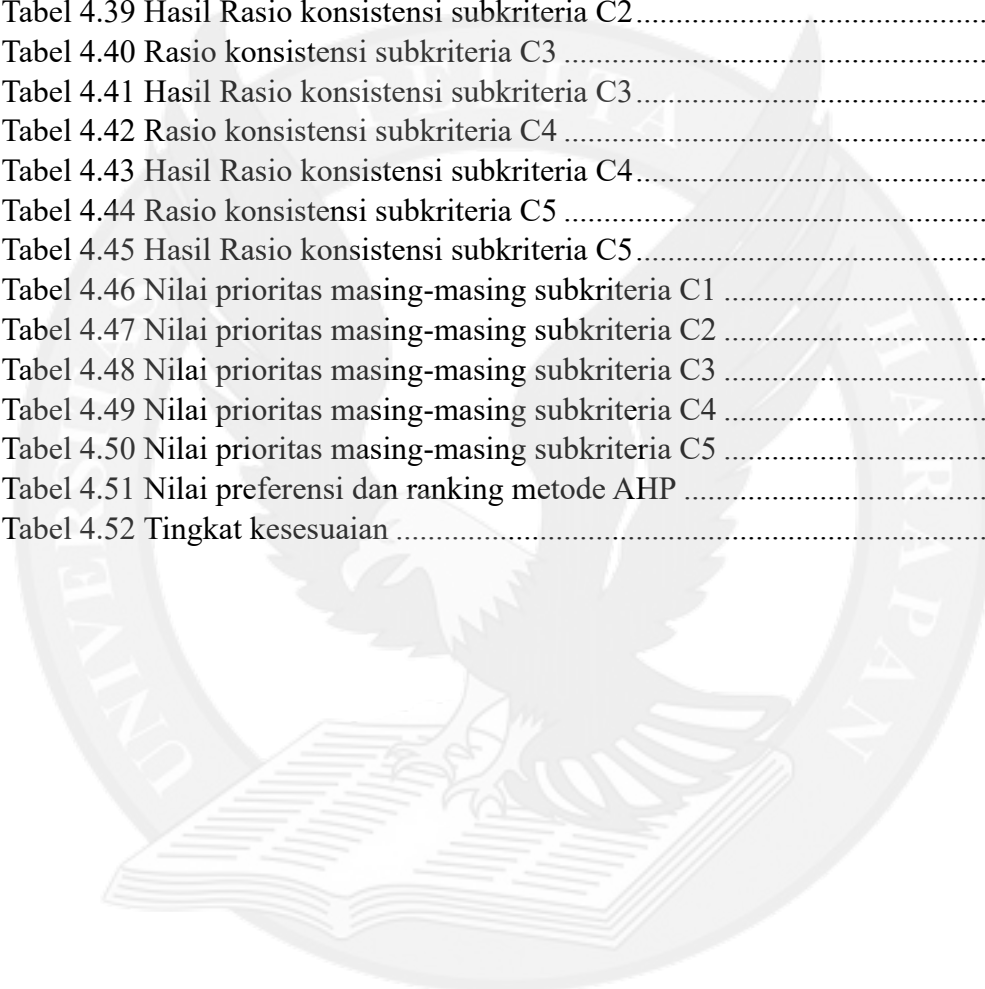 Tabel 4.39 Hasil Rasio konsistensi subkriteria C2........................................
Tabel 4.40 Rasio konsistensi subkriteria C3 ................................................
Tabel 4.41 Hasil Rasio konsistensi subkriteria C3........................................
Tabel 4.42 Rasio konsistensi subkriteria C4 ................................................
Tabel 4.43 Hasil Rasio konsistensi subkriteria C4........................................
Tabel 4.44 Rasio konsistensi subkriteria C5 ................................................
Tabel 4.45 Hasil Rasio konsistensi subkriteria C5........................................
Tabel 4.46 Nilai prioritas masing-masing subkriteria C1 ..............................
Tabel 4.47 Nilai prioritas masing-masing subkriteria C2 ..............................
Tabel 4.48 Nilai prioritas masing-masing subkriteria C3 ..............................
Tabel 4.49 Nilai prioritas masing-masing subkriteria C4 ..............................
Tabel 4.50 Nilai prioritas masing-masing subkriteria C5 ..............................
Tabel 4.51 Nilai preferensi dan ranking metode AHP ..................................
Tabel 4.52 Tingkat kesesuaian ....................................................................
UNIVERSITAS PELITA HARAPAN